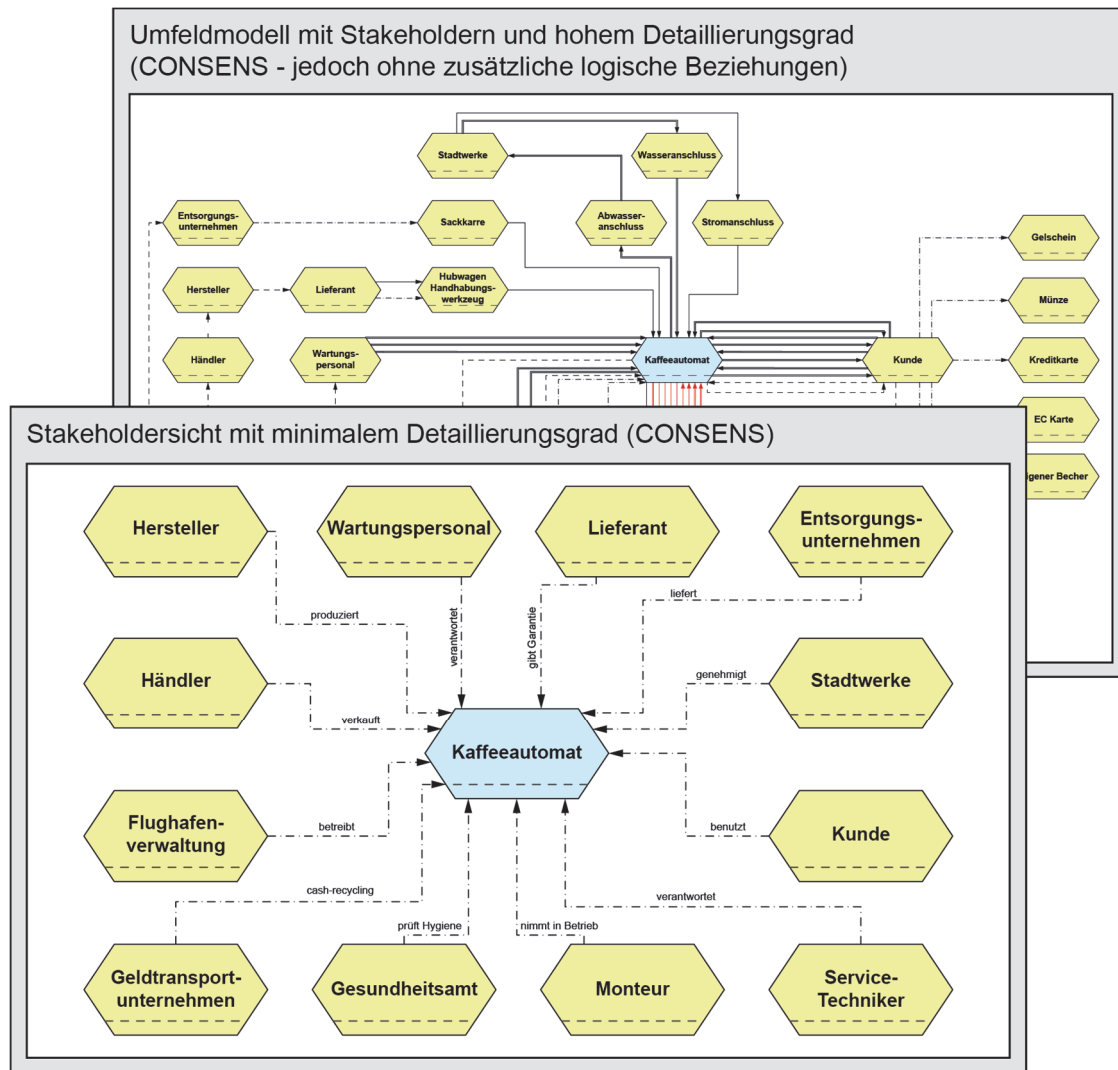 Umfeldmodell mit Stakeholdern und hohem Detaillierungsgrad
(CONSENS - jedoch ohne zusätzliche logische Beziehungen)
Stadtwerke
Wasseranschluss
Entsorgungs-
unternehmen
Sackkarre
Abwasser-
anschluss
Stromanschluss
Gelschein
Hersteller
Lieferant
Hubwagen
Handhabungs-
werkzeug
Münze
Händler
Wartungs-
personal
Kaffeeautomat
Kunde
Kreditkarte
EC Karte
igener Becher
Stakeholdersicht mit minimalem Detaillierungsgrad (CONSENS)
Hersteller
Wartungspersonal
Lieferant
Entsorgungs-
unternehmen
produziert
verantwortet
gibt Garantie
liefert
Händler
verkauft
genehmigt
Stadtwerke
Kaffeeautomat
Flughafen-
verwaltung
betreibt
benutzt
Kunde
cash-recycling
prüft Hygiene
nimmt in Betrieb
verantwortet
Geldtransport-
unternehmen
Gesundheitsamt
Monteur
Service-
Techniker